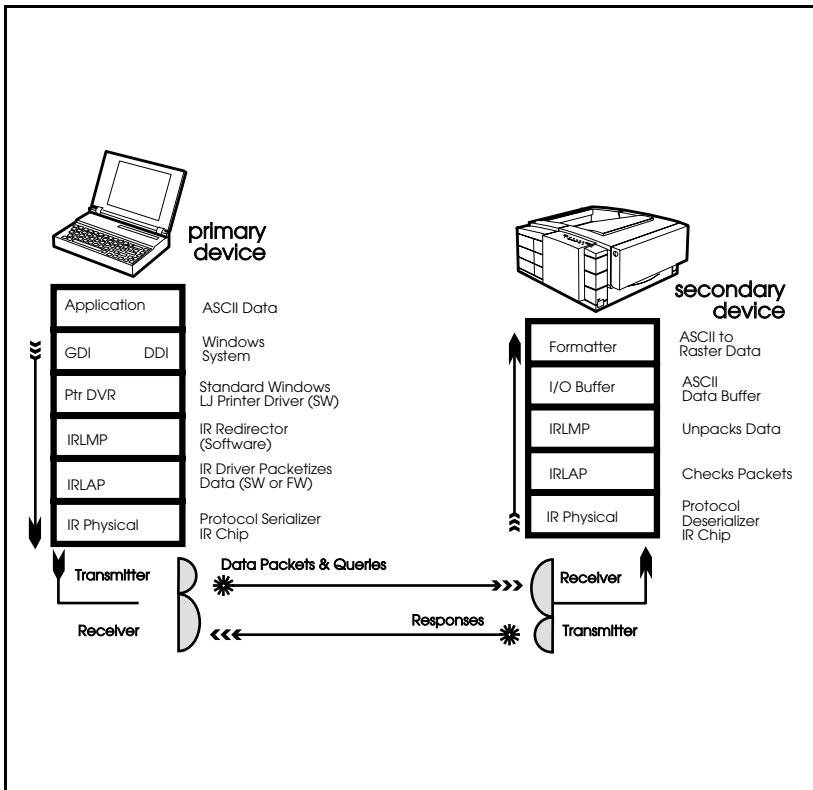 primary
device
Application
ASCII Data
GDI DDI
Windows
System
Ptr DVR
Standard Windows
LJ Printer Driver (SW)
IRLMP
IR Redirector
(Software)
IRLAP
IR Driver Packetizes
Data (SW or FW)
IR Physical
Protocol Serializer
IR Chip
secondary
device
Formatter
ASCII to
Raster Data
I/O Buffer
ASCII
Data Buffer
IRLMP
Unpacks Data
IRLAP
Checks Packets
IR Physical
Protocol
Deserializer
IR Chip
Transmitter
Data Packets & Queries
Receiver
Receiver
Responses
Transmitter